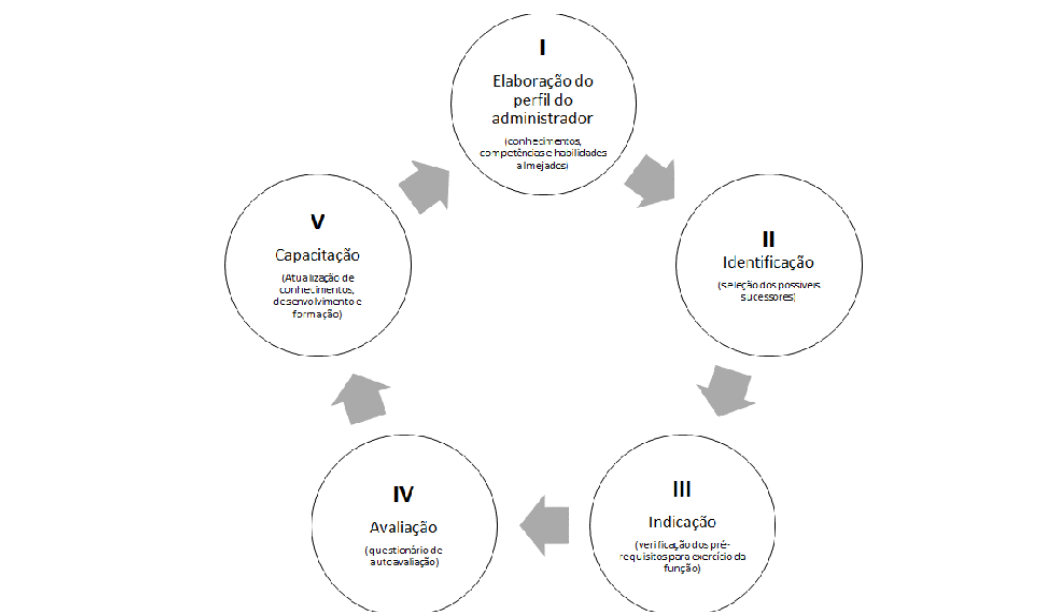 I
Elaboração do
perfil do
administrador
(conhecimentos,
competências e habilidades
almejados)
II
Identificação
(seleção dos possíveis
sucessores)
III
Indicação
(verificação dos pré-
requisitos para exercício da
função)
IV
Avaliação
(questionário de
autoavaliação)
V
Capacitação
(Atualização de
conhecimentos,
desenvolvimento e
formação)